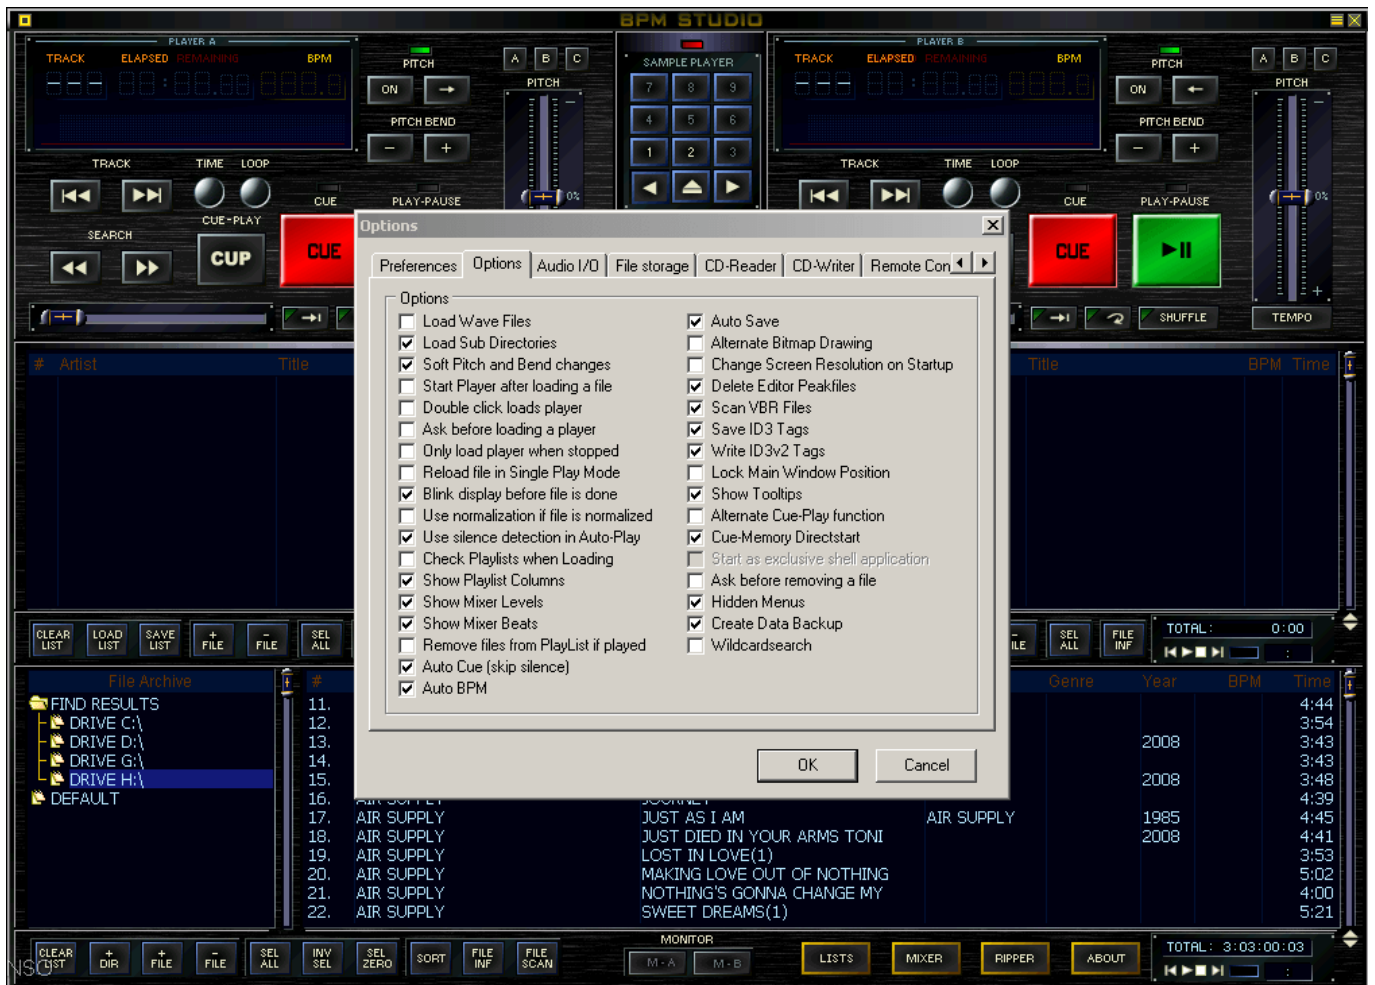 BPM STUDIO
PLAYER A
TRACK ELAPSED REMAINING BPM
PITCH
A B C
PITCH
ON
PITCH BEND
- +
0%
TRACK TIME LOOP
CUE PLAY-PAUSE
CUE-PLAY
SEARCH
CUP
CUE
SAMPLE PLAYER
7 8 9
4 5 6
1 2 3
PLAYER B
TRACK ELAPSED REMAINING BPM
PITCH
A B C
PITCH
ON
PITCH BEND
- +
0%
TRACK TIME LOOP
CUE PLAY-PAUSE
CUE
SHUFFLE
TEMPO
# Artist Title
Title BPM Time
Options
Preferences Options Audio I/O File storage CD-Reader CD-Writer Remote Con
Options
Load Wave Files
Load Sub Directories
Soft Pitch and Bend changes
Start Player after loading a file
Double click loads player
Ask before loading a player
Only load player when stopped
Reload file in Single Play Mode
Blink display before file is done
Use normalization if file is normalized
Use silence detection in Auto-Play
Check Playlists when Loading
Show Playlist Columns
Show Mixer Levels
Show Mixer Beats
Remove files from PlayList if played
Auto Cue (skip silence)
Auto BPM
Auto Save
Alternate Bitmap Drawing
Change Screen Resolution on Startup
Delete Editor Peakfiles
Scan VBR Files
Save ID3 Tags
Write ID3v2 Tags
Lock Main Window Position
Show Tooltips
Alternate Cue-Play function
Cue-Memory Directstart
Start as exclusive shell application
Ask before removing a file
Hidden Menus
Create Data Backup
Wildcardsearch
OK Cancel
CLEAR LIST
LOAD LIST
SAVE LIST
+ FILE
- FILE
SEL ALL
SEL ALL
FILE INF
TOTAL: 0:00
File Archive
FIND RESULTS
DRIVE C:\
DRIVE D:\
DRIVE G:\
DRIVE H:\
DEFAULT
# Genre Year BPM Time
11. 4:44
12. 3:54
13. 2008 3:43
14. 3:43
15. 2008 3:48
16. AIR SUPPLY JOURNEY 4:39
17. AIR SUPPLY JUST AS I AM AIR SUPPLY 1985 4:45
18. AIR SUPPLY JUST DIED IN YOUR ARMS TONI 2008 4:41
19. AIR SUPPLY LOST IN LOVE(1) 3:53
20. AIR SUPPLY MAKING LOVE OUT OF NOTHING 5:02
21. AIR SUPPLY NOTHING'S GONNA CHANGE MY 4:00
22. AIR SUPPLY SWEET DREAMS(1) 5:21
CLEAR LIST
+ DIR
+ FILE
- FILE
SEL ALL
INV SEL
SEL ZERO
SORT
FILE INF
FILE SCAN
MONITOR
M-A M-B
LISTS
MIXER
RIPPER
ABOUT
TOTAL: 3:03:00:03